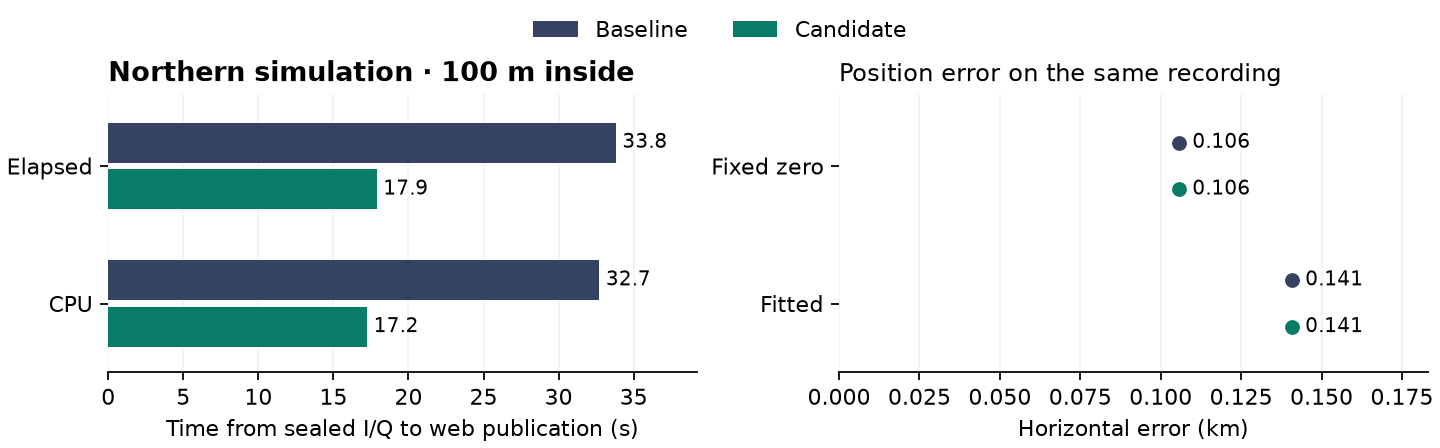 Baseline Candidate
Northern simulation · 100 m inside
Elapsed
33.8
17.9
CPU
32.7
17.2
0 5 10 15 20 25 30 35
Time from sealed I/Q to web publication (s)
Position error on the same recording
Fixed zero
0.106
0.106
Fitted
0.141
0.141
0.000 0.025 0.050 0.075 0.100 0.125 0.150 0.175
Horizontal error (km)